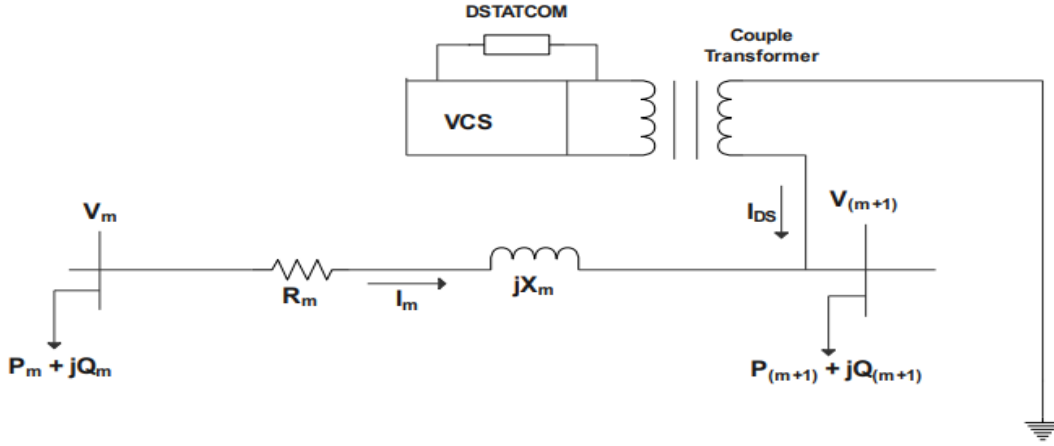 DSTATCOM
Couple
Transformer
VCS
V_m
I_DS
V_(m+1)
R_m
I_m
jX_m
P_m + jQ_m
P_(m+1) + jQ_(m+1)